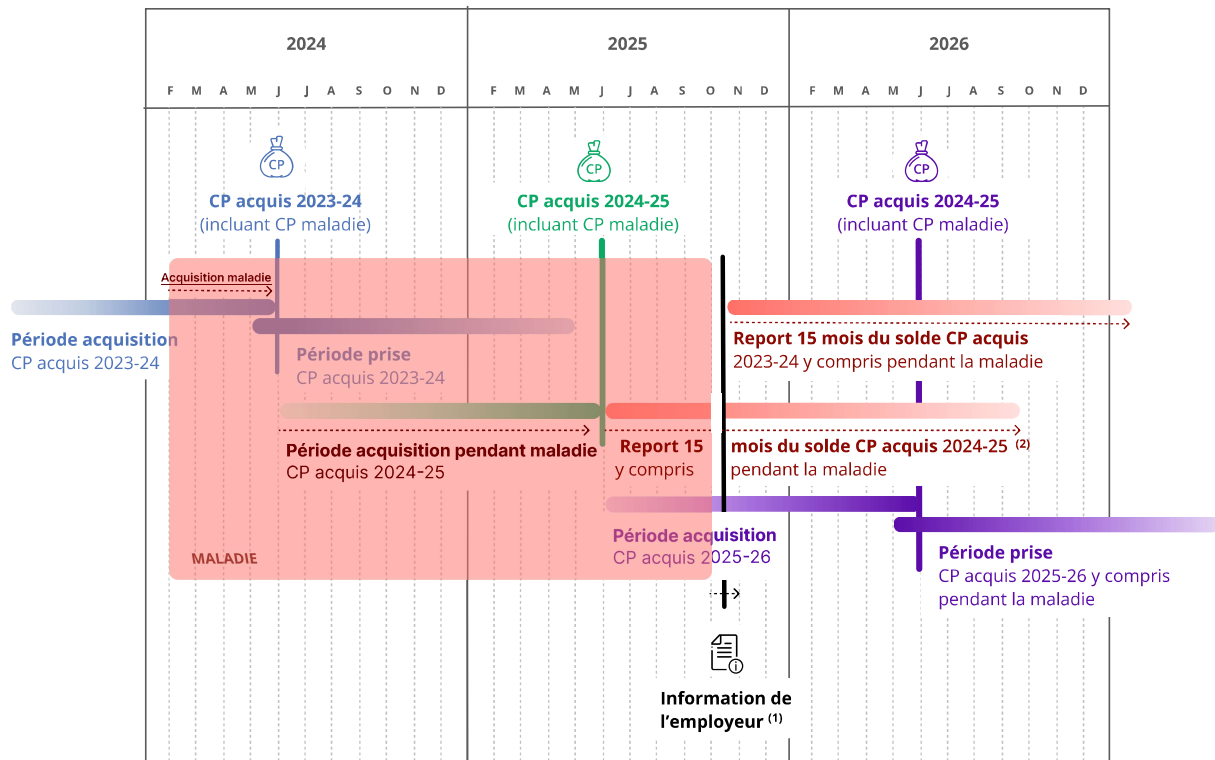 2024 2025 2026
F M A M J J A S O N D F M A M J J A S O N D F M A M J J A S O N D
CP CP CP
CP acquis 2023-24
(incluant CP maladie)
CP acquis 2024-25
(incluant CP maladie)
CP acquis 2024-25
(incluant CP maladie)
Acquisition maladie
Période acquisition
CP acquis 2023-24
Période prise
CP acquis 2023-24
Report 15 mois du solde CP acquis
2023-24 y compris pendant la maladie
Période acquisition pendant maladie
CP acquis 2024-25
Report 15 mois du solde CP acquis 2024-25 (2)
y compris pendant la maladie
Période acquisition
CP acquis 2025-26
MALADIE
Période prise
CP acquis 2025-26 y compris
pendant la maladie
Information de
l’employeur (1)